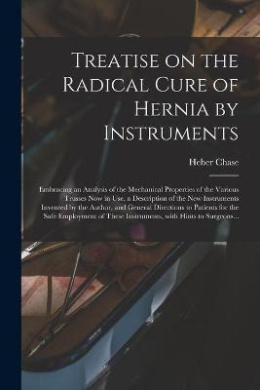 Treatise on the
Radical Cure of
Hernia by
Instruments
Heber Chase
Embracing an Analysis of the Mechanical Properties of the Various
Trusses Now in Use, a Description of the New Instruments
Invented by the Author, and General Directions to Patients for the
Safe Employment of These Instruments, With Hints to Surgeons...